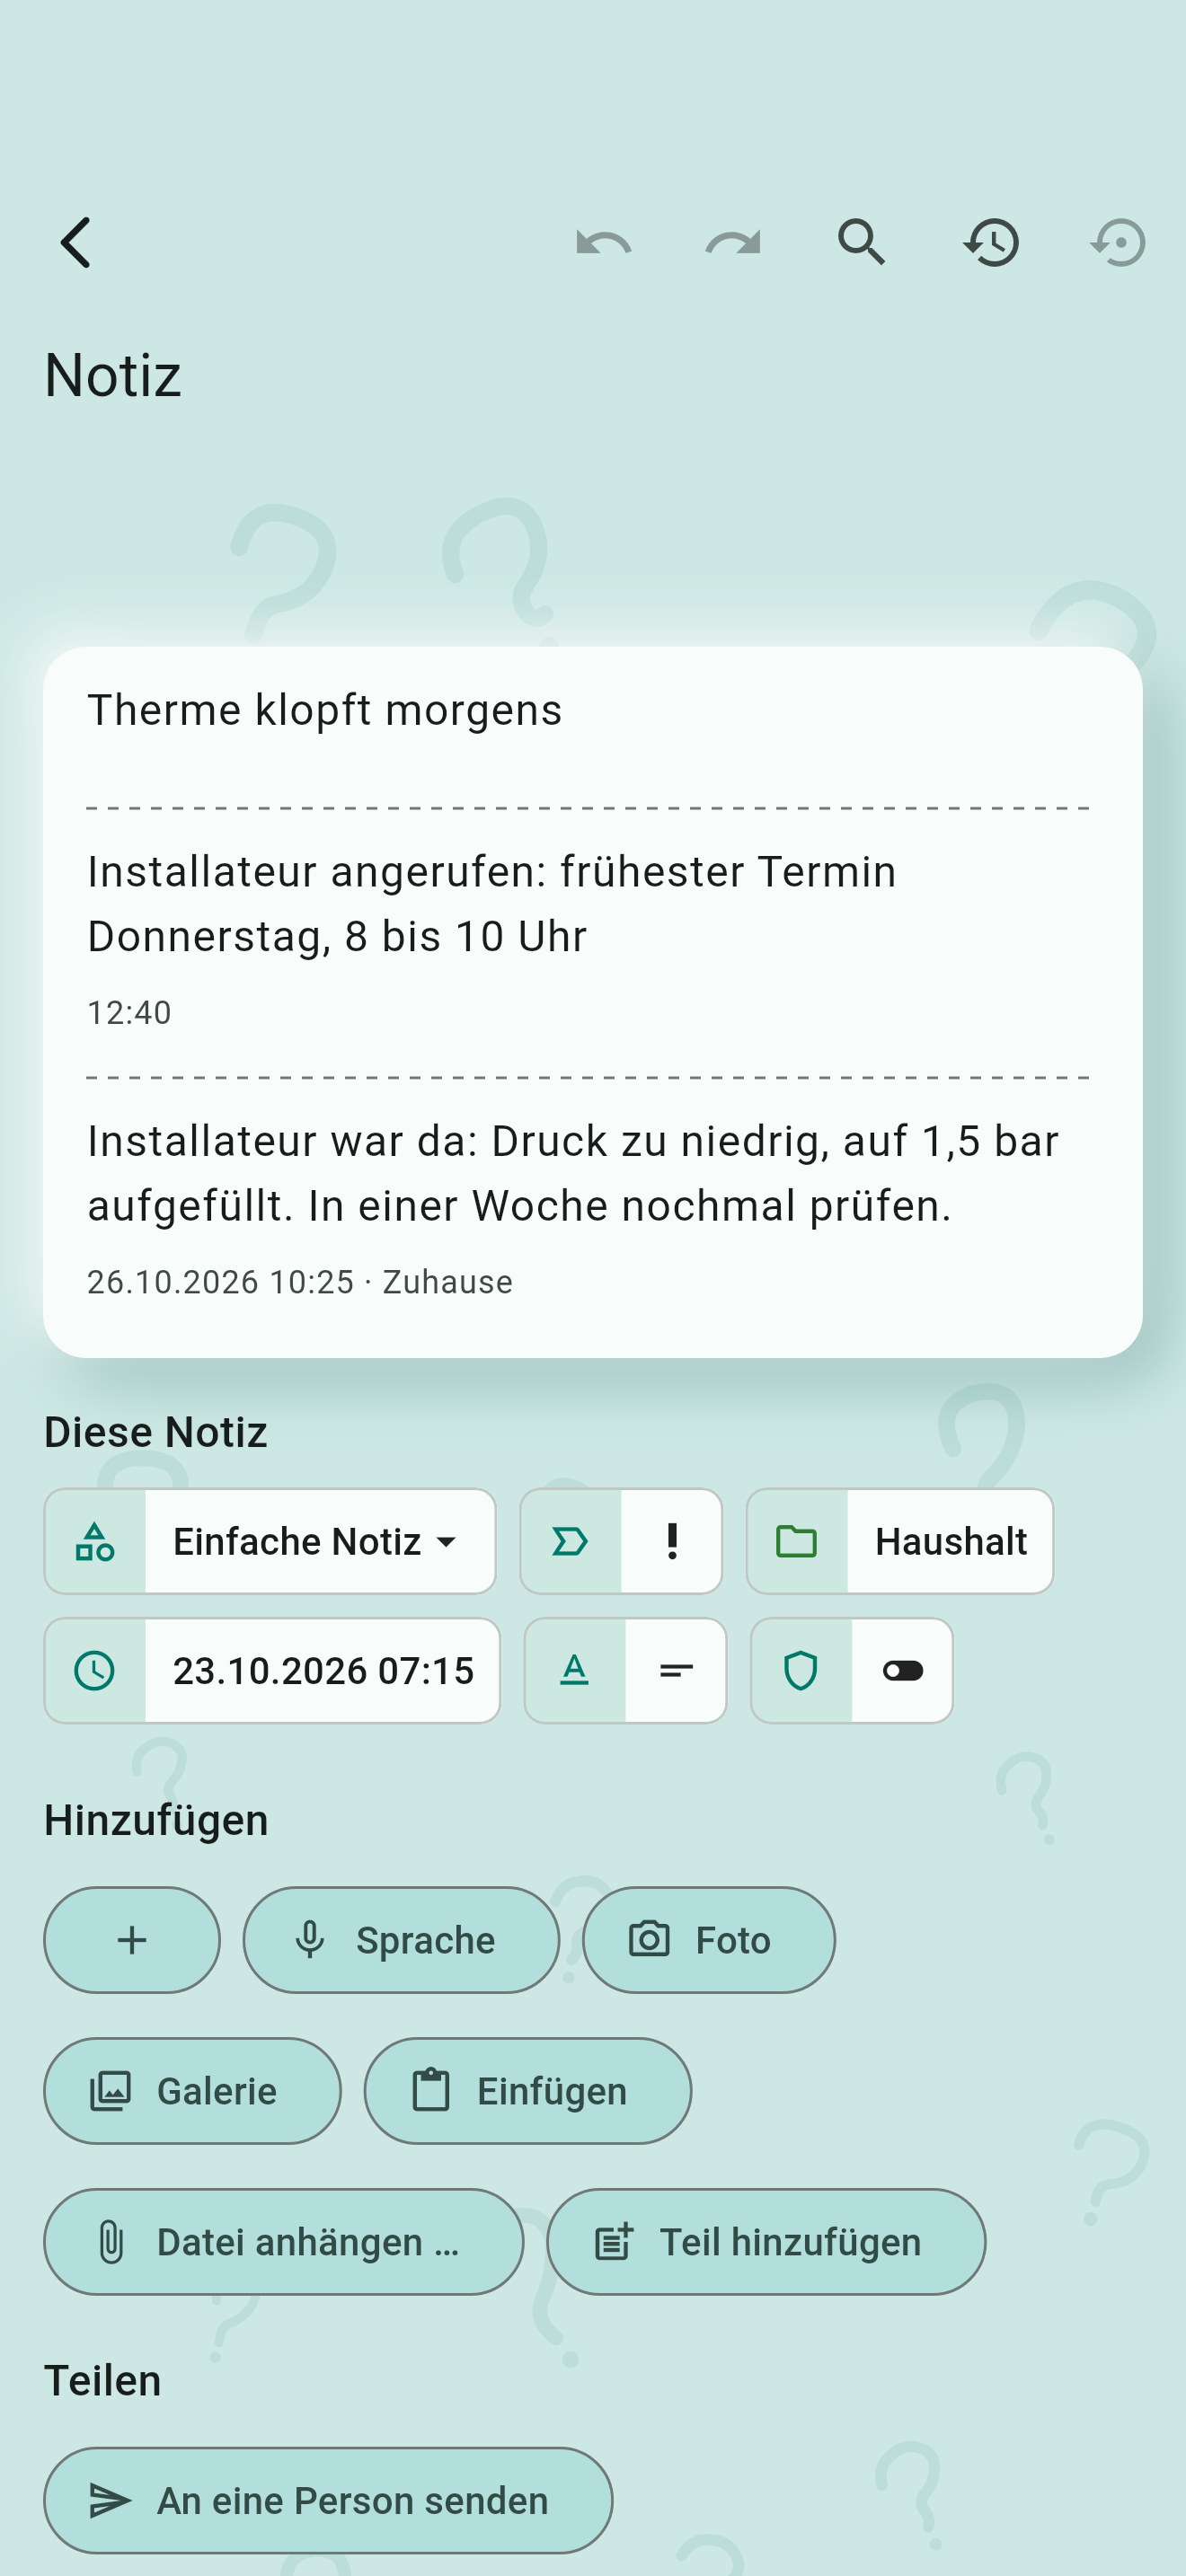 Notiz
Therme klopft morgens
Installateur angerufen: frühester Termin
Donnerstag, 8 bis 10 Uhr
12:40
Installateur war da: Druck zu niedrig, auf 1,5 bar
aufgefüllt. In einer Woche nochmal prüfen.
26.10.2026 10:25 · Zuhause
Diese Notiz
Einfache Notiz
Haushalt
23.10.2026 07:15
Hinzufügen
Sprache
Foto
Galerie
Einfügen
Datei anhängen ...
Teil hinzufügen
Teilen
An eine Person senden